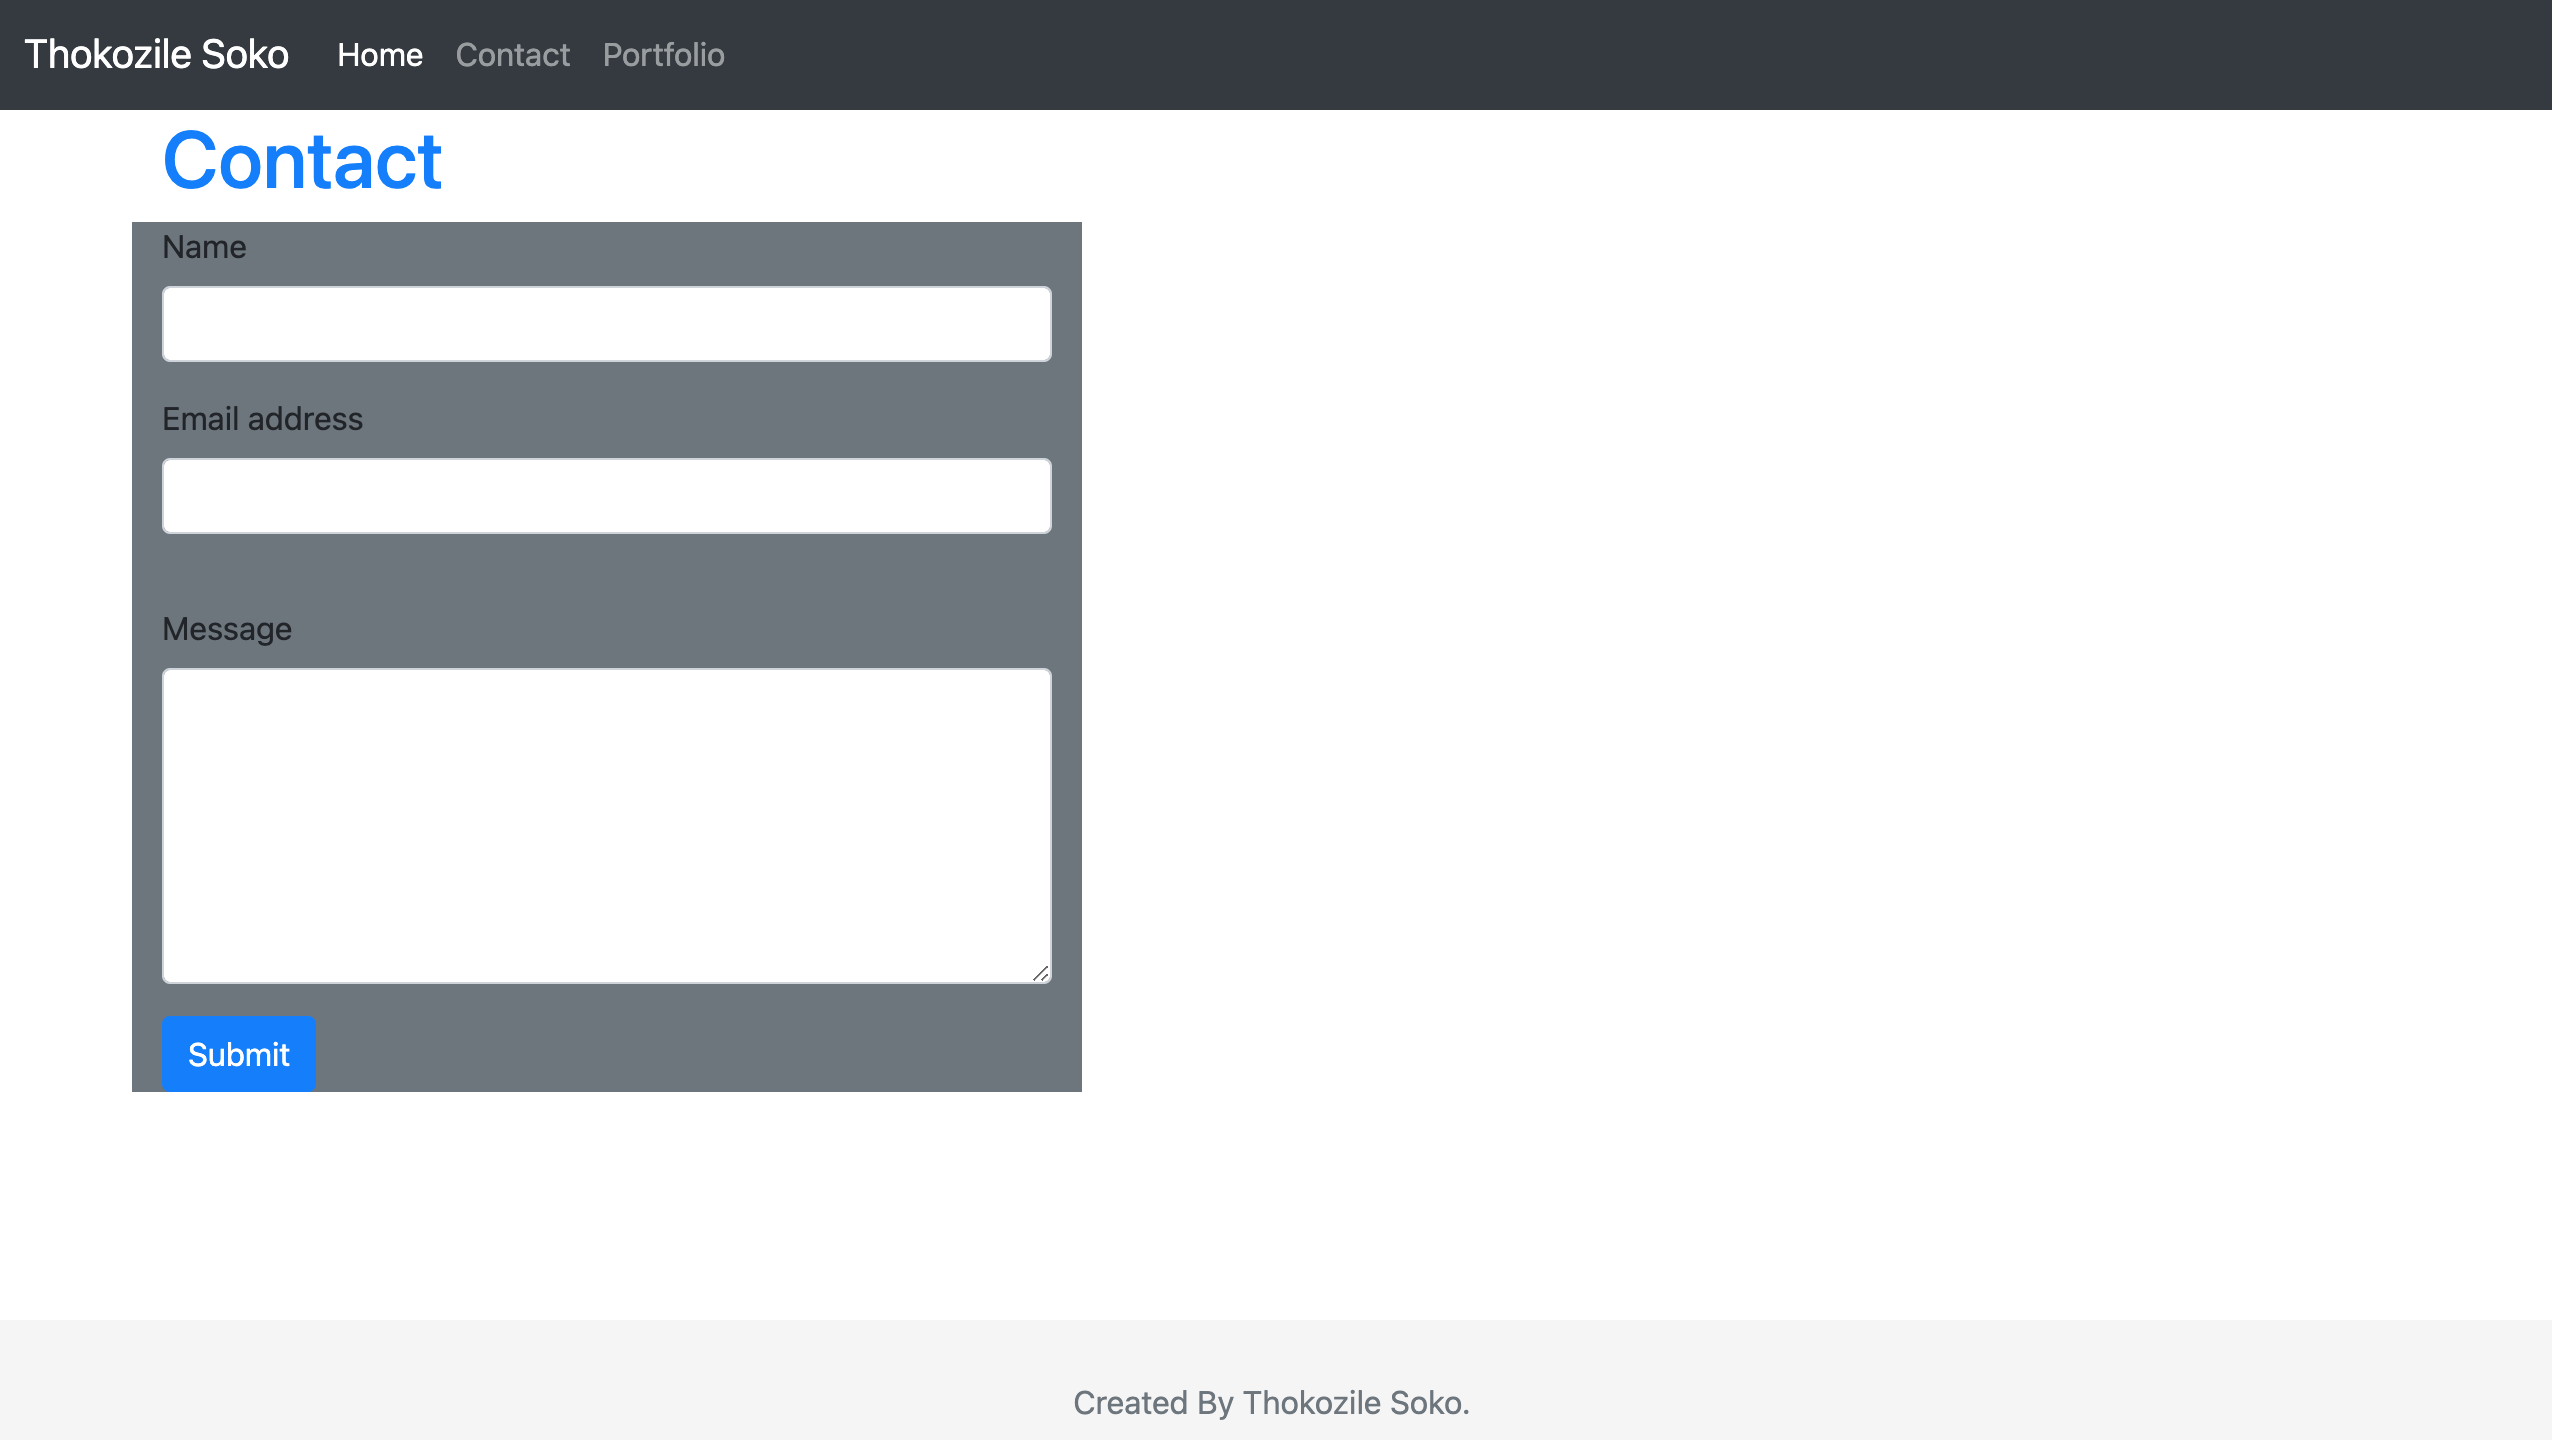 Thokozile Soko Home Contact Portfolio
Contact
Name
Email address
Message
Submit
Created By Thokozile Soko.